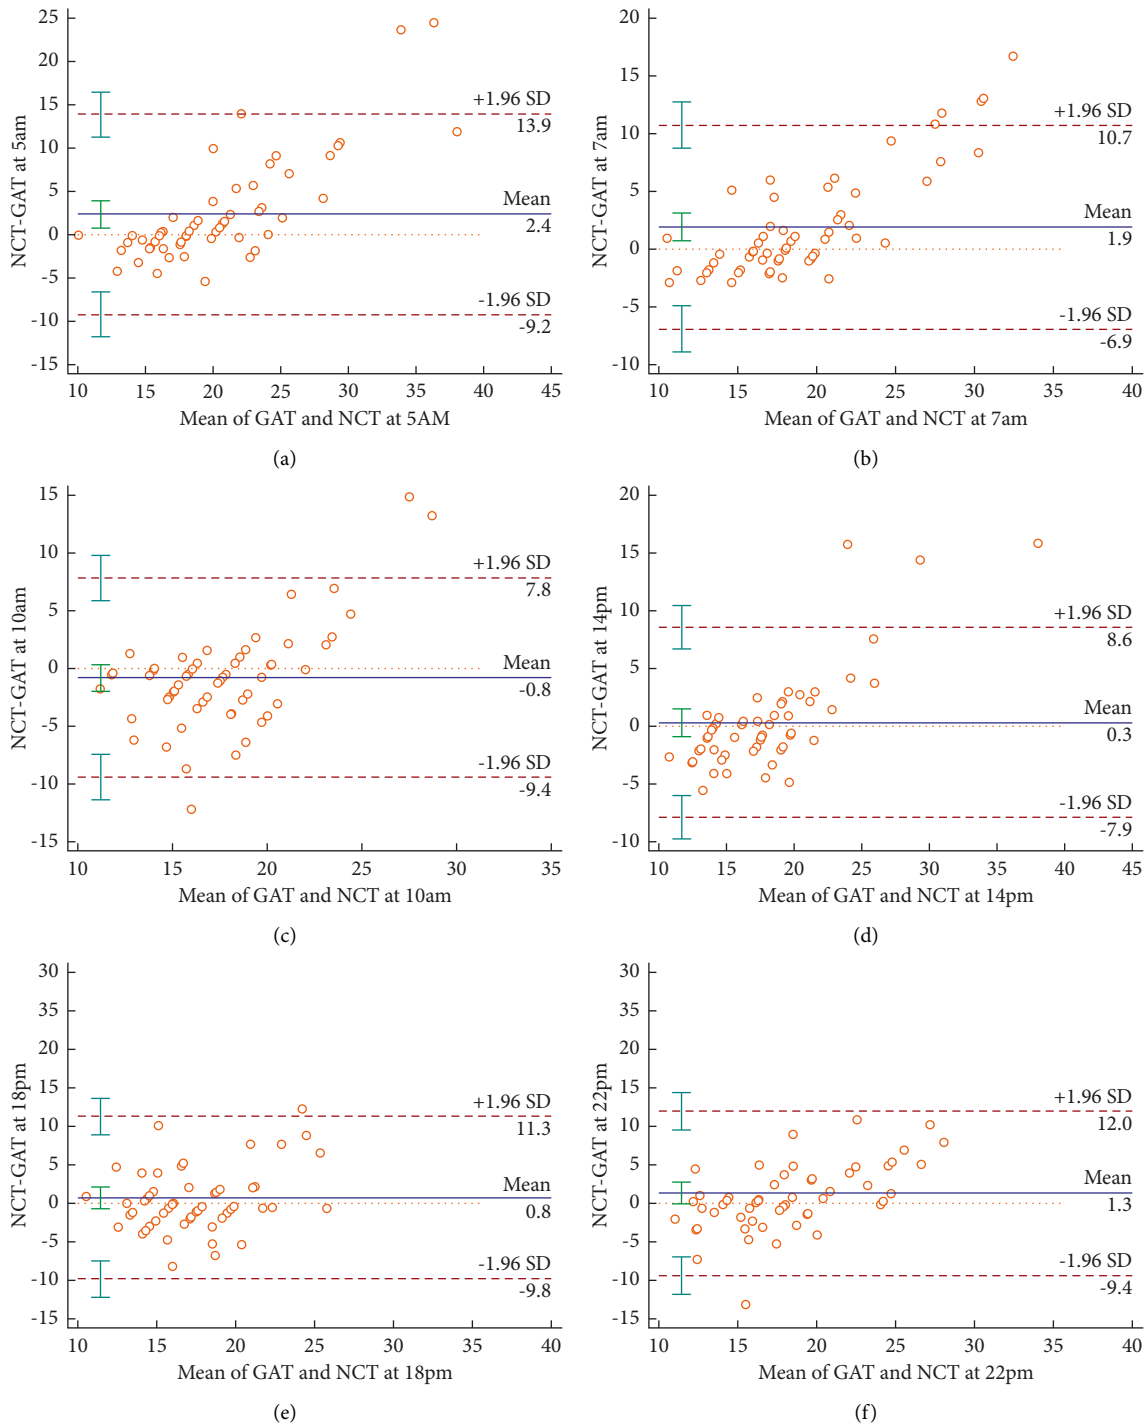 25
20
15
10
5
0
-5
-10
-15
NCT-GAT at 5am
+1.96 SD
13.9
Mean
2.4
-1.96 SD
-9.2
10 15 20 25 30 35 40 45
Mean of GAT and NCT at 5AM
(a)
20
15
10
5
0
-5
-10
NCT-GAT at 7am
+1.96 SD
10.7
Mean
1.9
-1.96 SD
-6.9
10 15 20 25 30 35 40
Mean of GAT and NCT at 7am
(b)
15
10
5
0
-5
-10
-15
NCT-GAT at 10am
+1.96 SD
7.8
Mean
-0.8
-1.96 SD
-9.4
10 15 20 25 30 35
Mean of GAT and NCT at 10am
(c)
20
15
10
5
0
-5
-10
NCT-GAT at 14pm
+1.96 SD
8.6
Mean
0.3
-1.96 SD
-7.9
10 15 20 25 30 35 40 45
Mean of GAT and NCT at 14pm
(d)
30
35
20
15
10
5
0
-5
-10
-15
NCT-GAT at 18pm
+1.96 SD
11.3
Mean
0.8
-1.96 SD
-9.8
10 15 20 25 30 35 40
Mean of GAT and NCT at 18pm
(e)
30
35
20
15
10
5
0
-5
-10
-15
NCT-GAT at 22pm
+1.96 SD
12.0
Mean
1.3
-1.96 SD
-9.4
10 15 20 25 30 35 40
Mean of GAT and NCT at 22pm
(f)